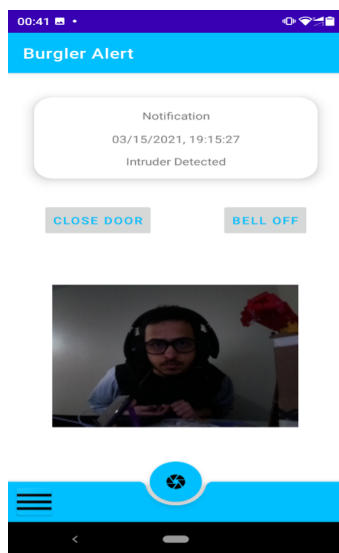 00:41
Burgler Alert
Notification
03/15/2021, 19:15:27
Intruder Detected
CLOSE DOOR
BELL OFF